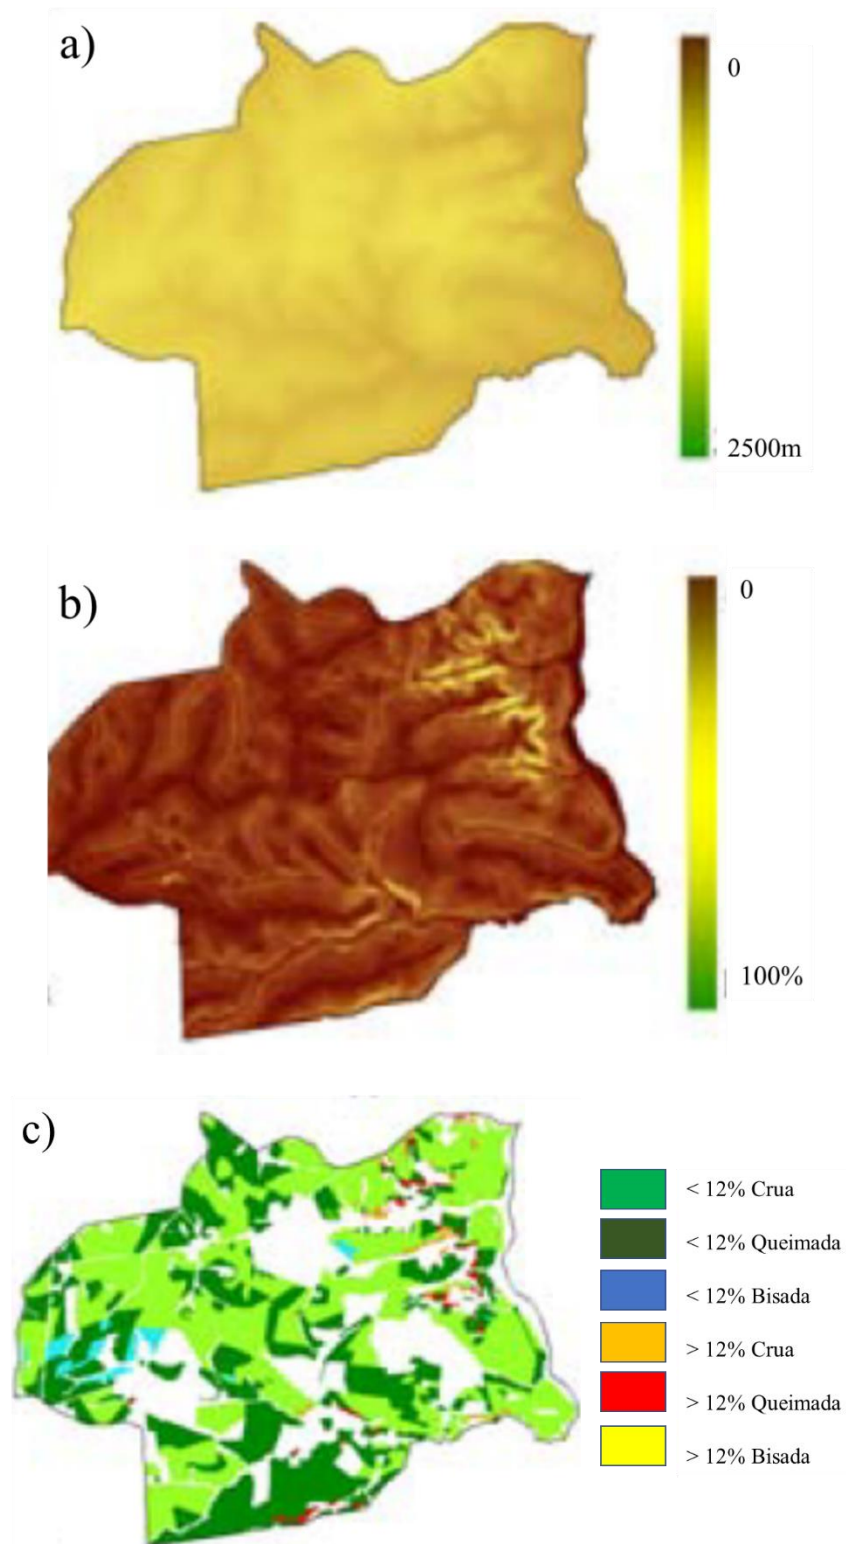 a)
0
2500m
b)
0
100%
c)
< 12% Crua
< 12% Queimada
< 12% Bisada
> 12% Crua
> 12% Queimada
> 12% Bisada